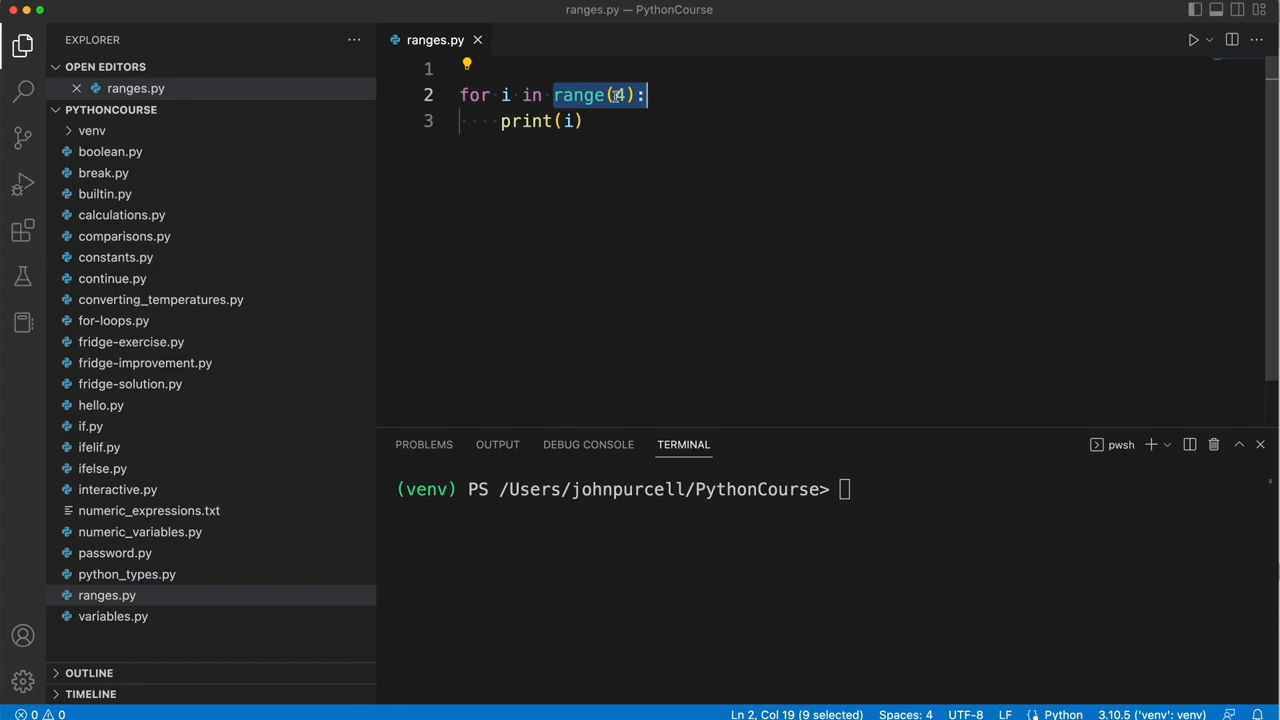 ranges.py — PythonCourse
EXPLORER
ranges.py
OPEN EDITORS
ranges.py
PYTHONCOURSE
venv
boolean.py
break.py
builtin.py
calculations.py
comparisons.py
constants.py
continue.py
converting_temperatures.py
for-loops.py
fridge-exercise.py
fridge-improvement.py
fridge-solution.py
hello.py
if.py
ifelif.py
ifelse.py
interactive.py
numeric_expressions.txt
numeric_variables.py
password.py
python_types.py
ranges.py
variables.py
OUTLINE
TIMELINE
1
2 for i in range(4):
3 print(i)
PROBLEMS OUTPUT DEBUG CONSOLE TERMINAL pwsh
(venv) PS /Users/johnpurcell/PythonCourse>
0 0 Ln 2, Col 19 (9 selected) Spaces: 4 UTF-8 LF Python 3.10.5 ('venv': venv)